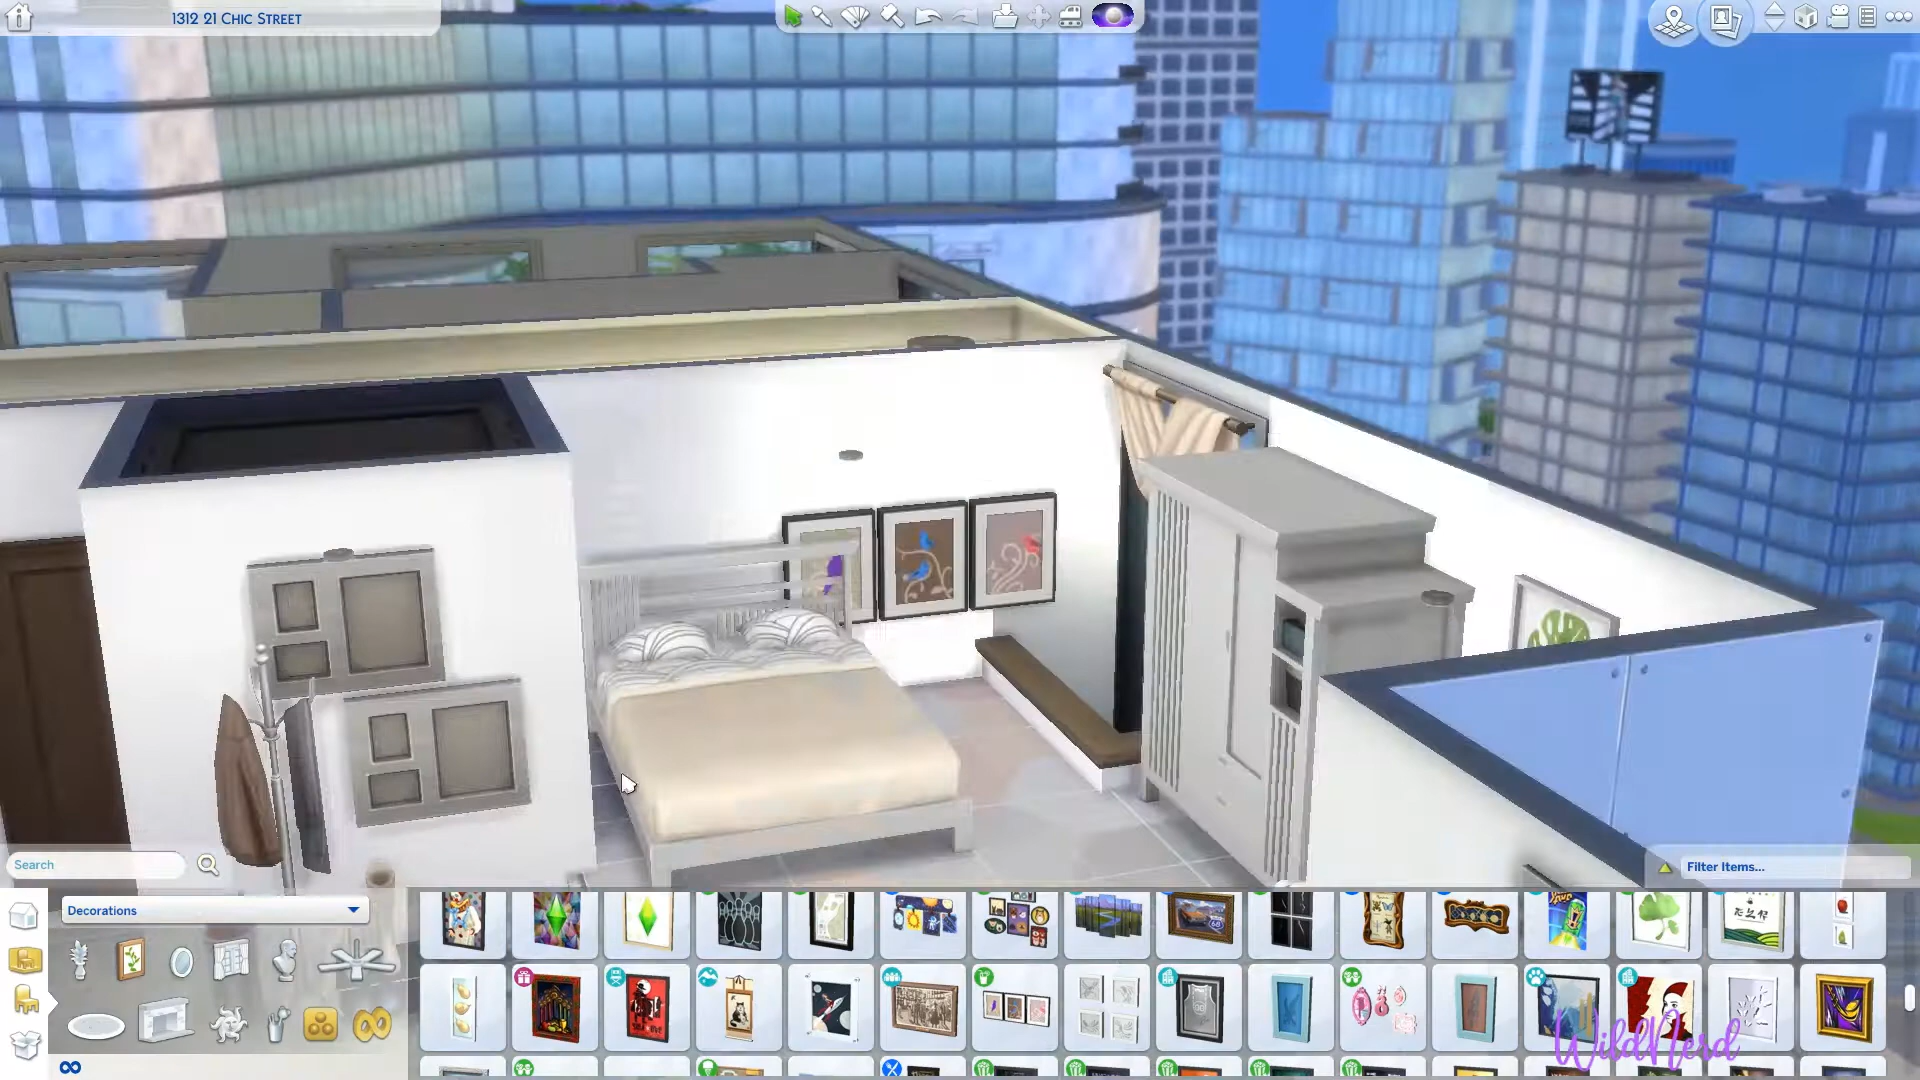 1312 21 Chic Street
Search
Filter Items...
Decorations
WildNerd